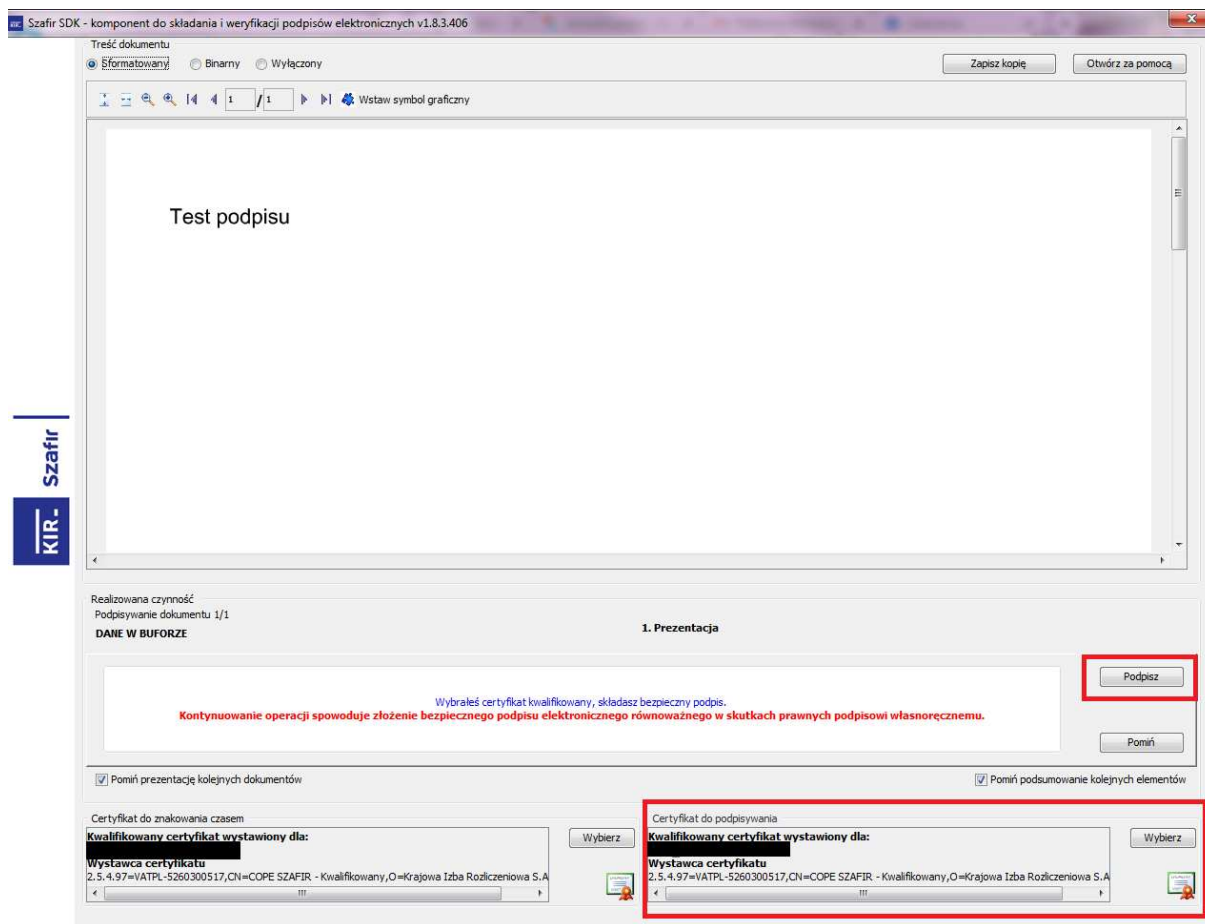 Szafir SDK - komponent do składania i weryfikacji podpisów elektronicznych v1.8.3.406
Treść dokumentu
Sformatowany Binarny Wyłączony Zapisz kopię Otwórz za pomocą
1 / 1 Wstaw symbol graficzny
Test podpisu
KIR. Szafir
Realizowana czynność
Podpisywanie dokumentu 1/1
DANE W BUFORZE
1. Prezentacja
Podpisz
Wybrałeś certyfikat kwalifikowany, składasz bezpieczny podpis.
Kontynuowanie operacji spowoduje złożenie bezpiecznego podpisu elektronicznego równoważnego w skutkach prawnych podpisowi własnoręcznemu.
Pomiń
Pomiń prezentację kolejnych dokumentów Pomiń podsumowanie kolejnych elementów
Certyfikat do znakowania czasem
Kwalifikowany certyfikat wystawiony dla: Wybierz
Wystawca certyfikatu
2.5.4.97=VATPL-5260300517,CN=COPE SZAFIR - Kwalifikowany,O=Krajowa Izba Rozliczeniowa S.A
Certyfikat do podpisywania
Kwalifikowany certyfikat wystawiony dla: Wybierz
Wystawca certyfikatu
2.5.4.97=VATPL-5260300517,CN=COPE SZAFIR - Kwalifikowany,O=Krajowa Izba Rozliczeniowa S.A